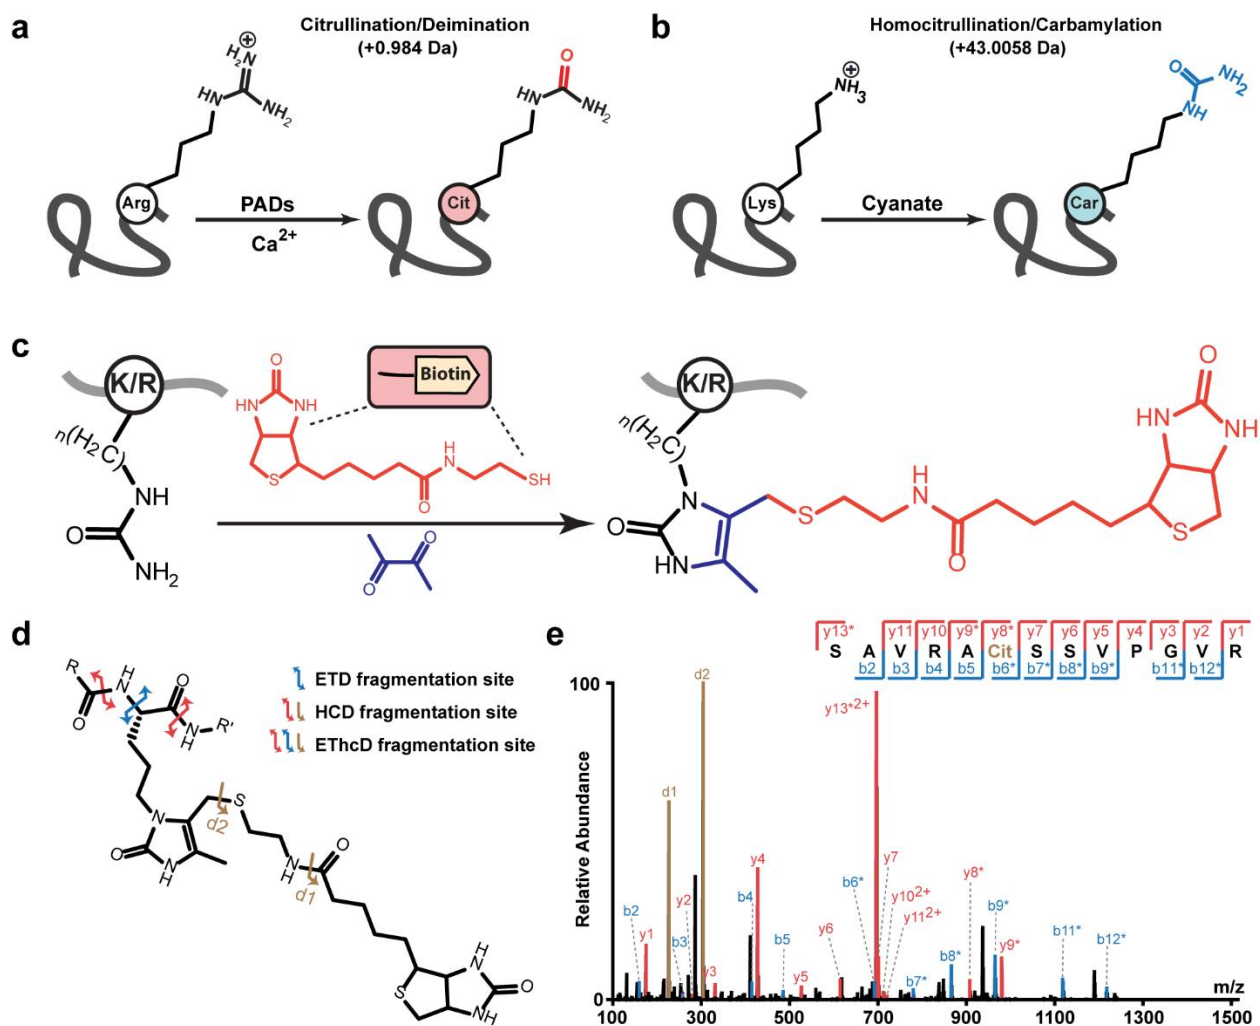 a
Citrullination/Deimination
(+0.984 Da)
H2N
⊕
HN
NH2
Arg
PADs
Ca2+
O
HN
NH2
Cit
b
Homocitrullination/Carbamylation
(+43.0058 Da)
⊕
NH3
Lys
Cyanate
O
NH2
NH
Car
c
K/R
n(H2C)
NH
O
NH2
O
HN
NH
S
Biotin
H
N
O
SH
O
O
K/R
n(H2C)
N
O
HN
S
H
N
O
O
HN
NH
S
d
R
H
N
O
O
N
H
R'
ETD fragmentation site
HCD fragmentation site
EThcD fragmentation site
N
O
N
H
S
d2
N
H
O
d1
S
H
N
O
NH
e
y13* y11 y10 y9* y8* y7 y6 y5 y4 y3 y2 y1
S A V R A Cit S S V P G V R
b2 b3 b4 b5 b6* b7* b8* b9* b11* b12*
Relative Abundance
100
0
b2
y1
d1
b3
y2
d2
y3
b4
y4
b5
y5
y6
b6*
y13*2+
y7
y102+
y112+
b7*
b8*
y8*
b9*
y9*
b11*
b12*
m/z
100 300 500 700 900 1100 1300 1500